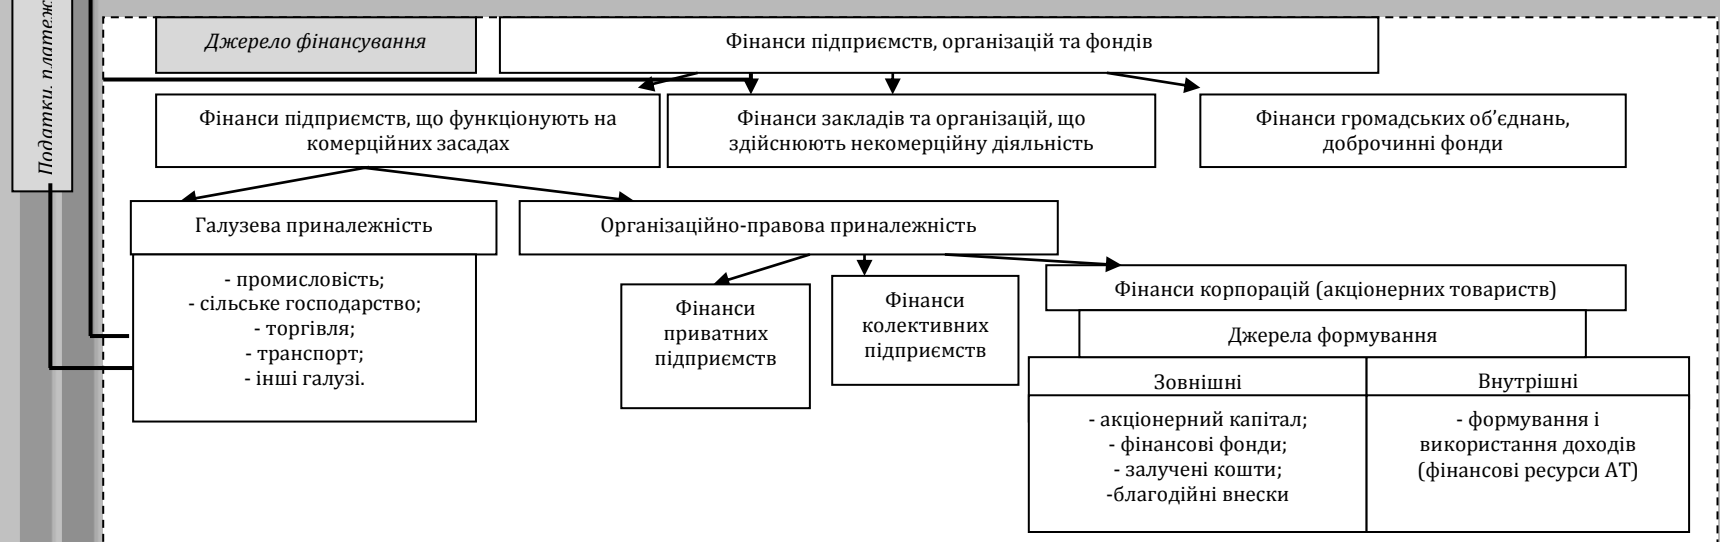 Податки. платеж
Джерело фінансування
Фінанси підприємств, організацій та фондів
Фінанси підприємств, що функціонують на
комерційних засадах
Фінанси закладів та організацій, що
здійснюють некомерційну діяльність
Фінанси громадських об’єднань,
доброчинні фонди
Галузева приналежність
Організаційно-правова приналежність
- промисловість;
- сільське господарство;
- торгівля;
- транспорт;
- інші галузі.
Фінанси
приватних
підприємств
Фінанси
колективних
підприємств
Фінанси корпорацій (акціонерних товариств)
Джерела формування
Зовнішні
- акціонерний капітал;
- фінансові фонди;
- залучені кошти;
-благодійні внески
Внутрішні
- формування і
використання доходів
(фінансові ресурси АТ)